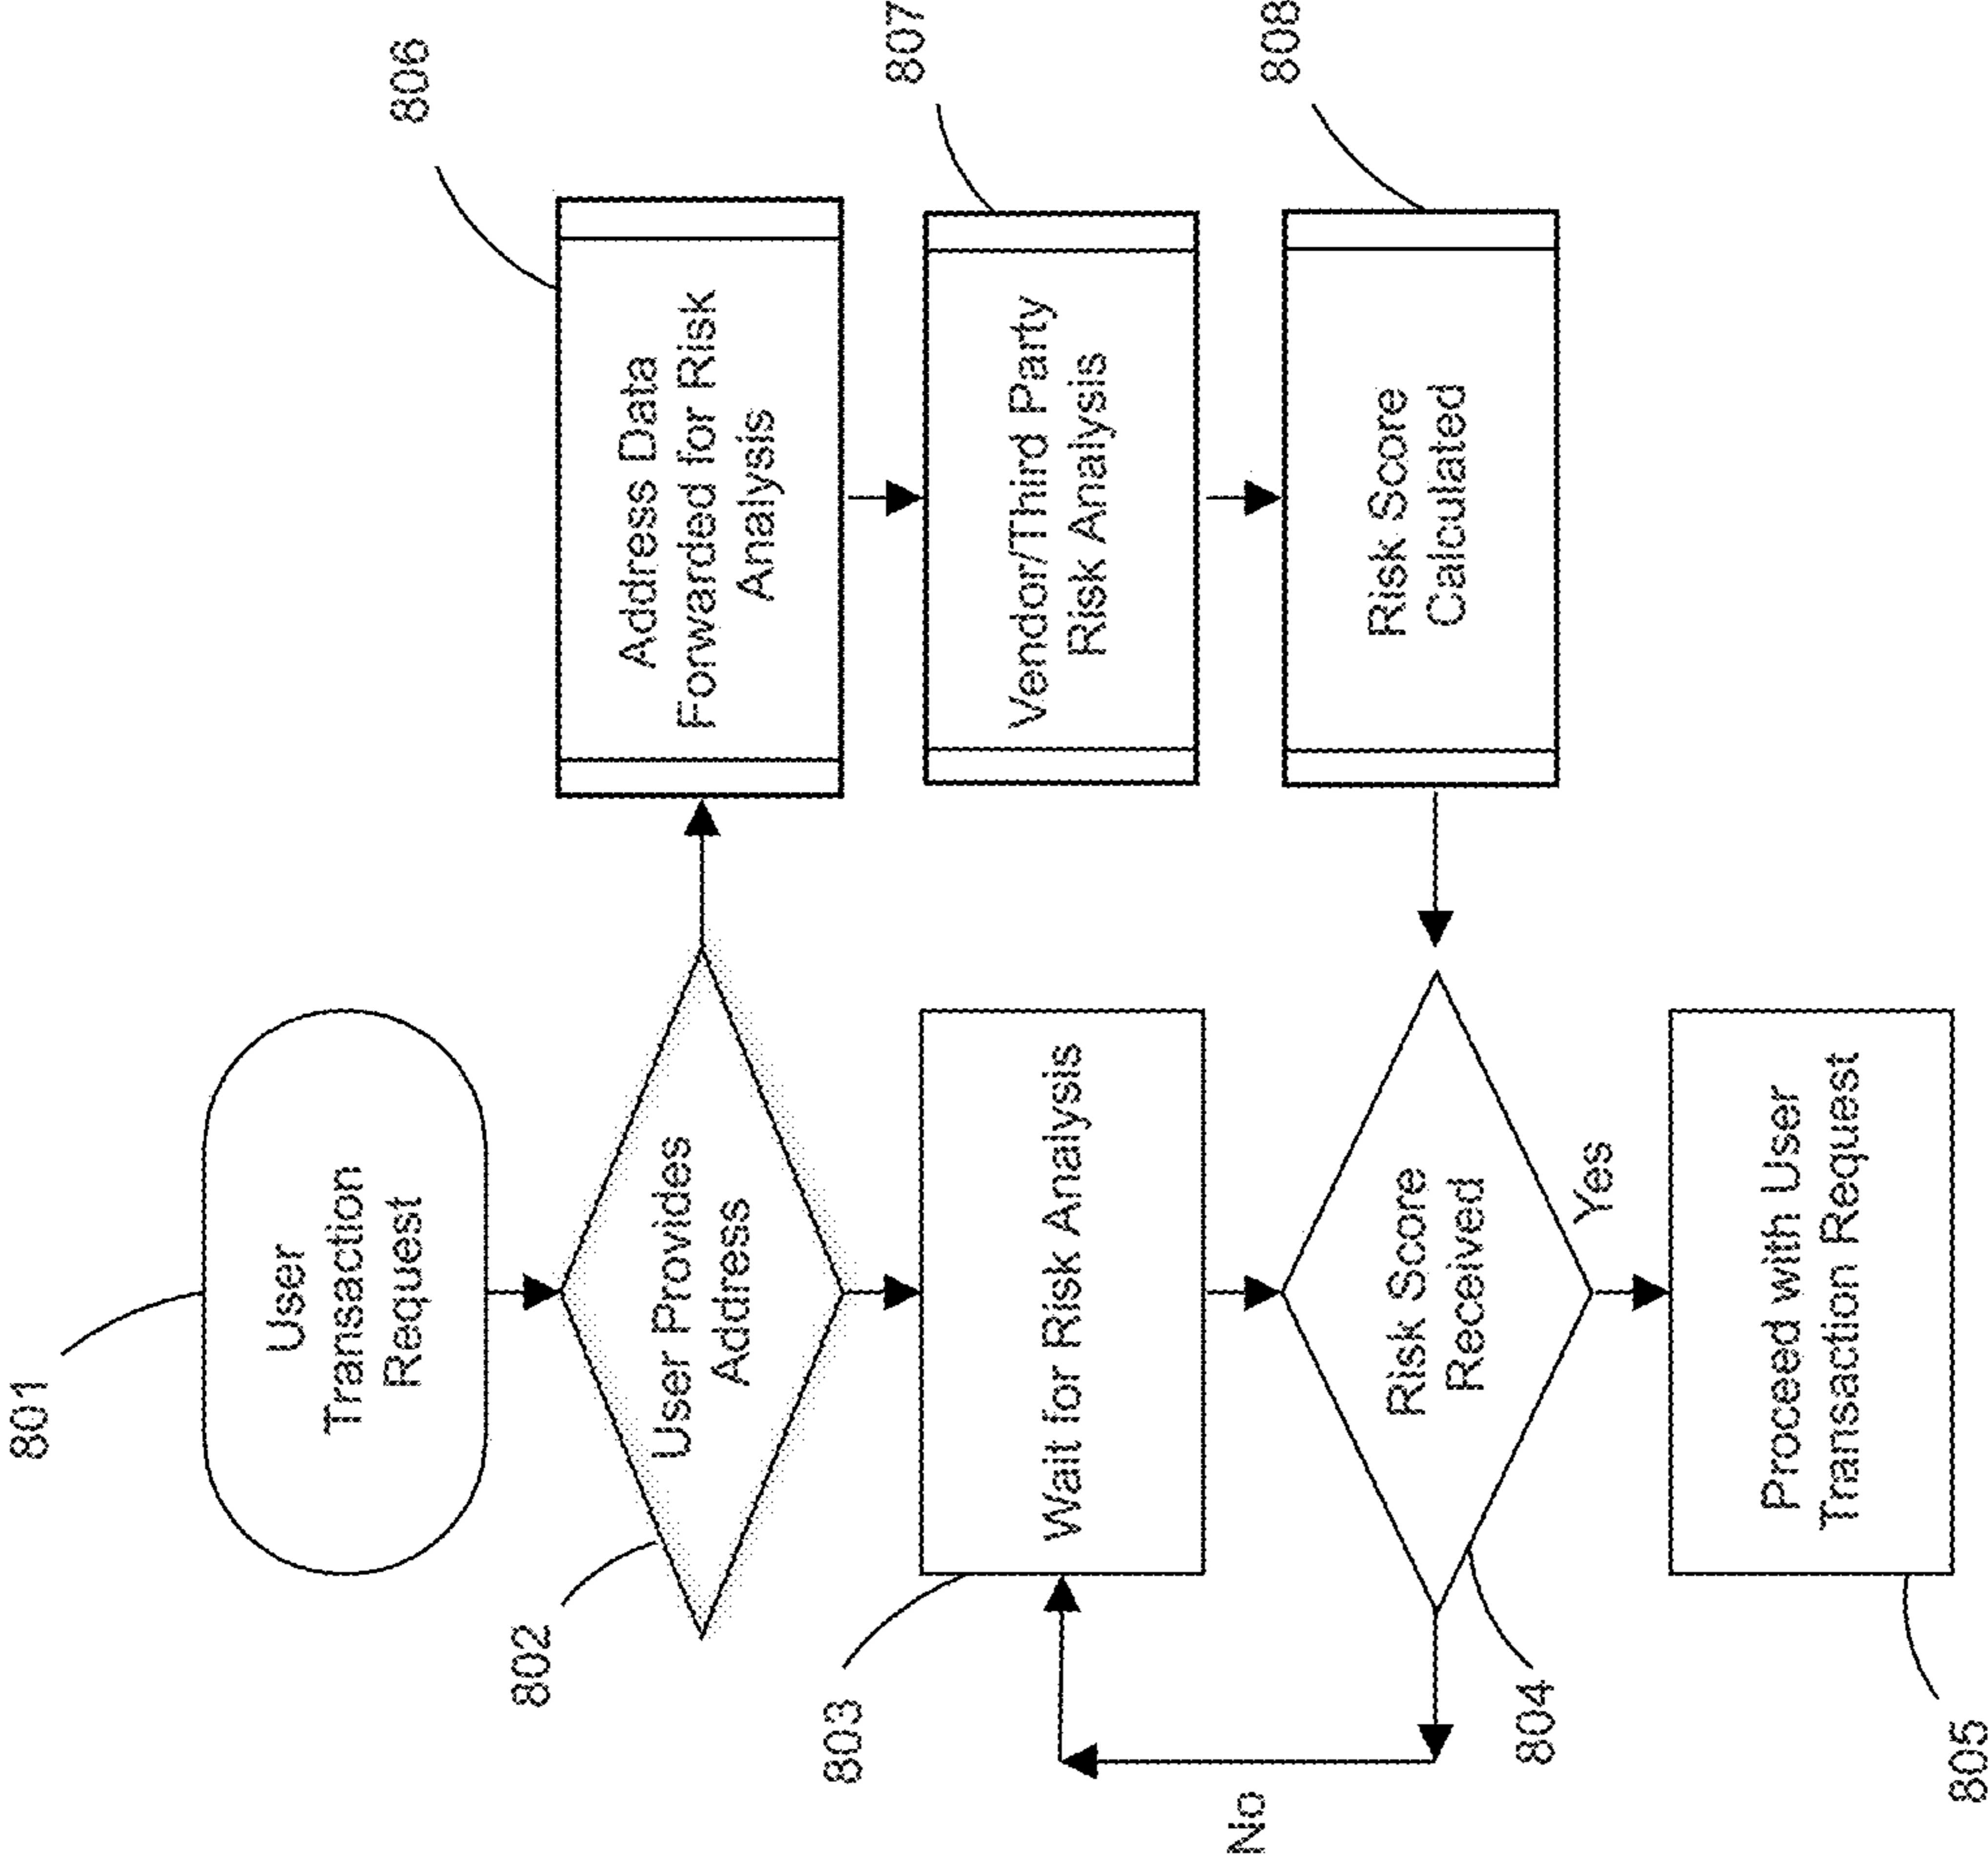 801
User
Transaction
Request
802
User Provides
Address
806
Address Data
Forwarded for Risk
Analysis
803
Wait for Risk Analysis
807
Vendor/Third Party
Risk Analysis
No
804
Risk Score
Received
Yes
808
Risk Score
Calculated
805
Proceed with User
Transaction Request